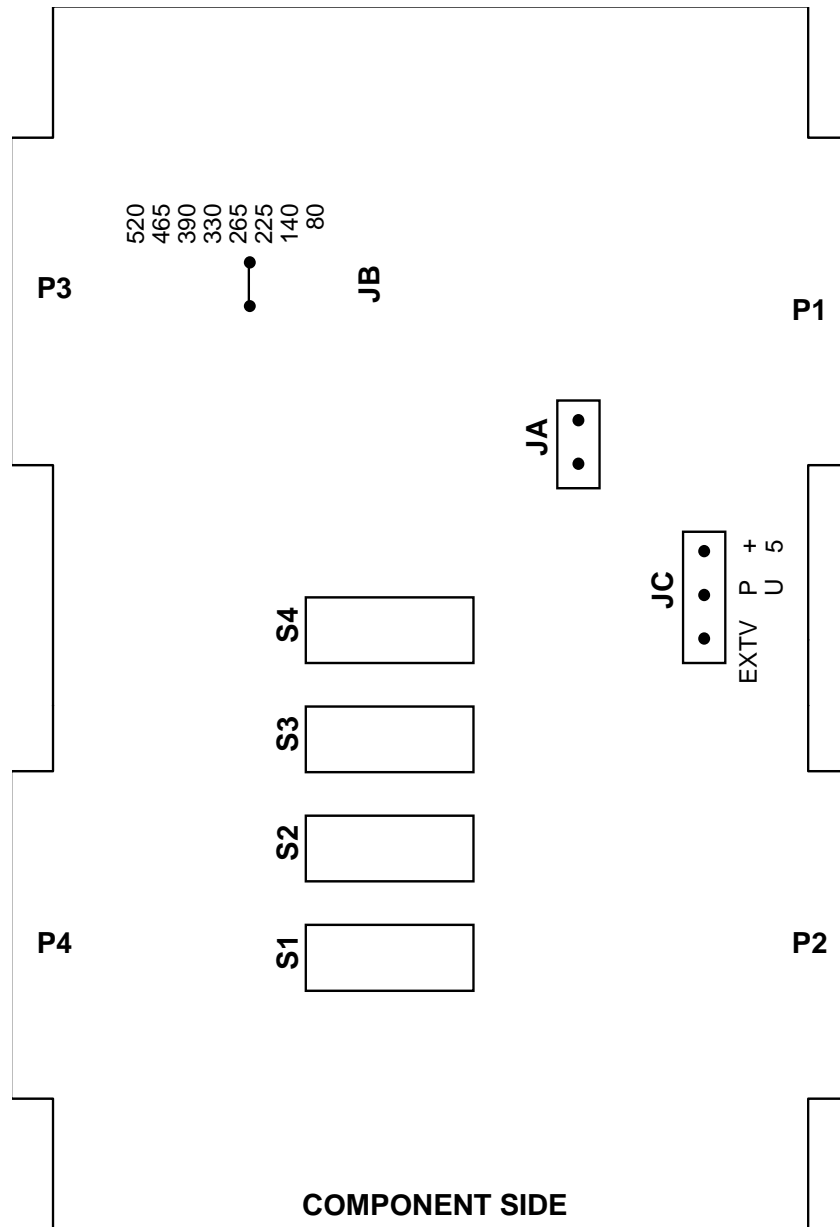 520
465
390
330
265
225
140
80
P3
JB
P1
JA
JC
+
5
P
U
EXTV
S4
S3
S2
S1
P4
P2
COMPONENT SIDE